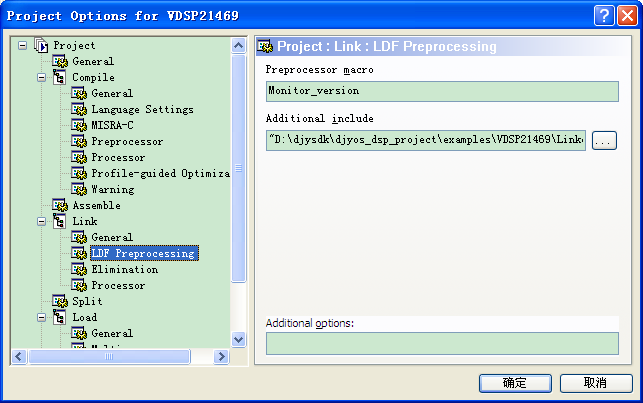 Project Options for VDSP21469
Project
General
Compile
General
Language Settings
MISRA-C
Preprocessor
Processor
Profile-guided Optimiza
Warning
Assemble
Link
General
LDF Preprocessing
Elimination
Processor
Split
Load
General
Project : Link : LDF Preprocessing
Preprocessor macro
Monitor_version
Additional include
"D:\djysdk\djyos_dsp_project\examples\VDSP21469\Link
...
Additional options:
确定
取消